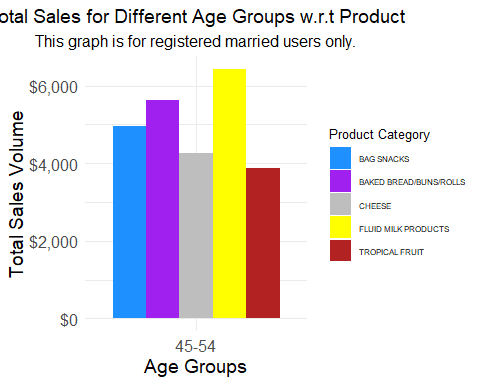 otal Sales for Different Age Groups w.r.t Product
This graph is for registered married users only.
Total Sales Volume
$6,000
$4,000
$2,000
$0
45-54
Age Groups
Product Category
BAG SNACKS
BAKED BREAD/BUNS/ROLLS
CHEESE
FLUID MILK PRODUCTS
TROPICAL FRUIT